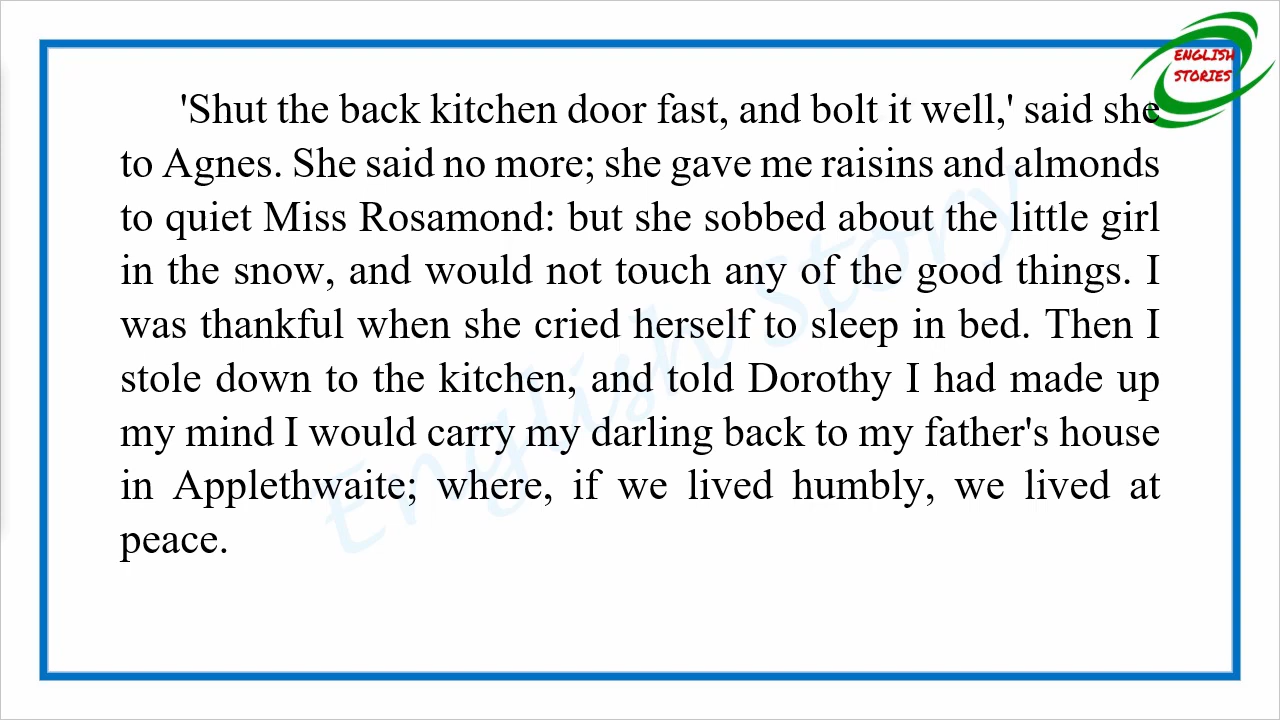 ENGLISH
STORIES
'Shut the back kitchen door fast, and bolt it well,' said she
to Agnes. She said no more; she gave me raisins and almonds
to quiet Miss Rosamond: but she sobbed about the little girl
in the snow, and would not touch any of the good things. I
was thankful when she cried herself to sleep in bed. Then I
stole down to the kitchen, and told Dorothy I had made up
my mind I would carry my darling back to my father's house
in Applethwaite; where, if we lived humbly, we lived at
peace.
English Story